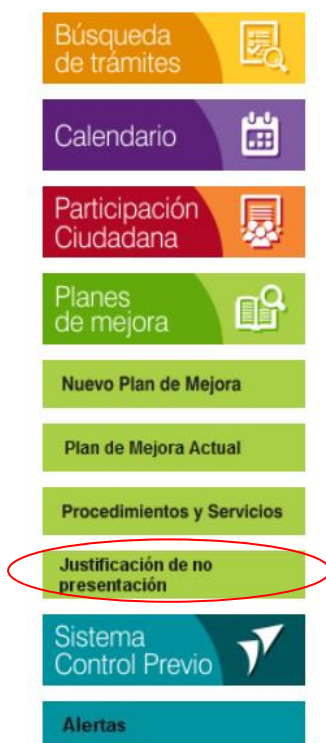 Búsqueda
de trámites
Calendario
Participación
Ciudadana
Planes
de mejora
Nuevo Plan de Mejora
Plan de Mejora Actual
Procedimientos y Servicios
Justificación de no
presentación
Sistema
Control Previo
Alertas